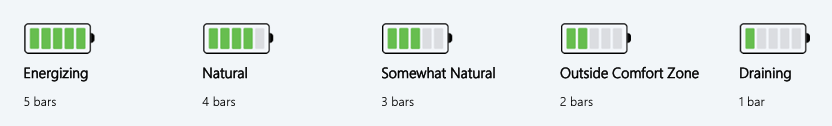 Energizing
5 bars
Natural
4 bars
Somewhat Natural
3 bars
Outside Comfort Zone
2 bars
Draining
1 bar